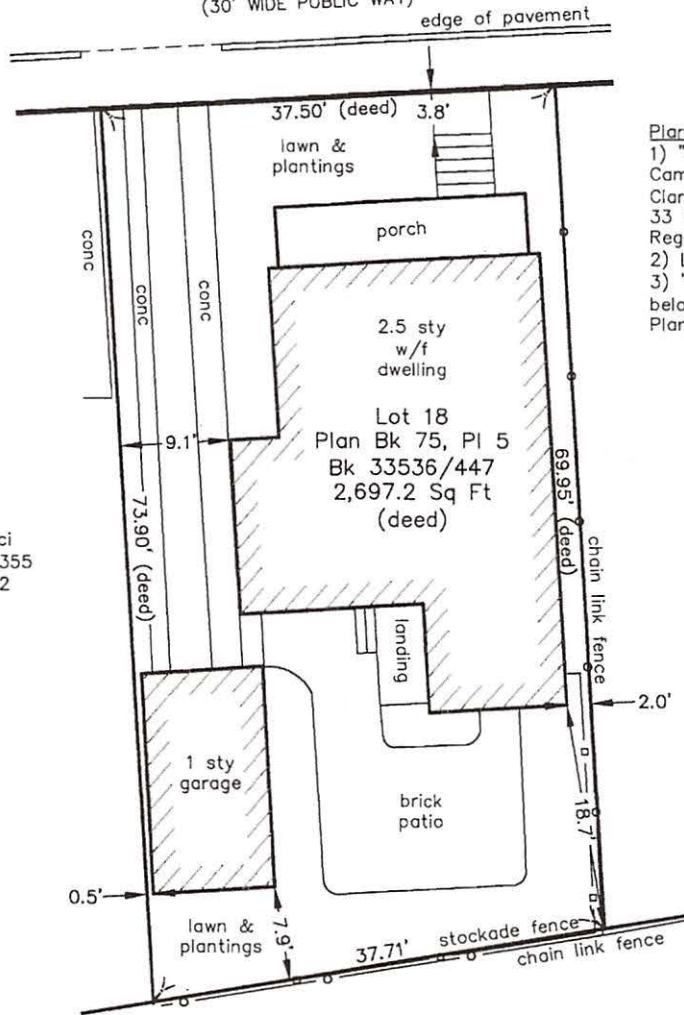 (30' WIDE PUBLIC WAY)
edge of pavement
37.50' (deed)
3.8'
lawn &
plantings
conc
conc
conc
porch
2.5 sty
w/f
dwelling
Lot 18
Plan Bk 75, Pl 5
Bk 33536/447
2,697.2 Sq Ft
(deed)
9.1'
73.90' (deed)
69.95' (deed)
chain link fence
landing
2.0'
1 sty
garage
brick
patio
18.7'
0.5'
lawn &
plantings
7.9'
37.71'
stockade fence
chain link fence
Plan
1) "
Cam
Clar
33
Reg
2) L
3) "
belo
Plan
ci
355
2